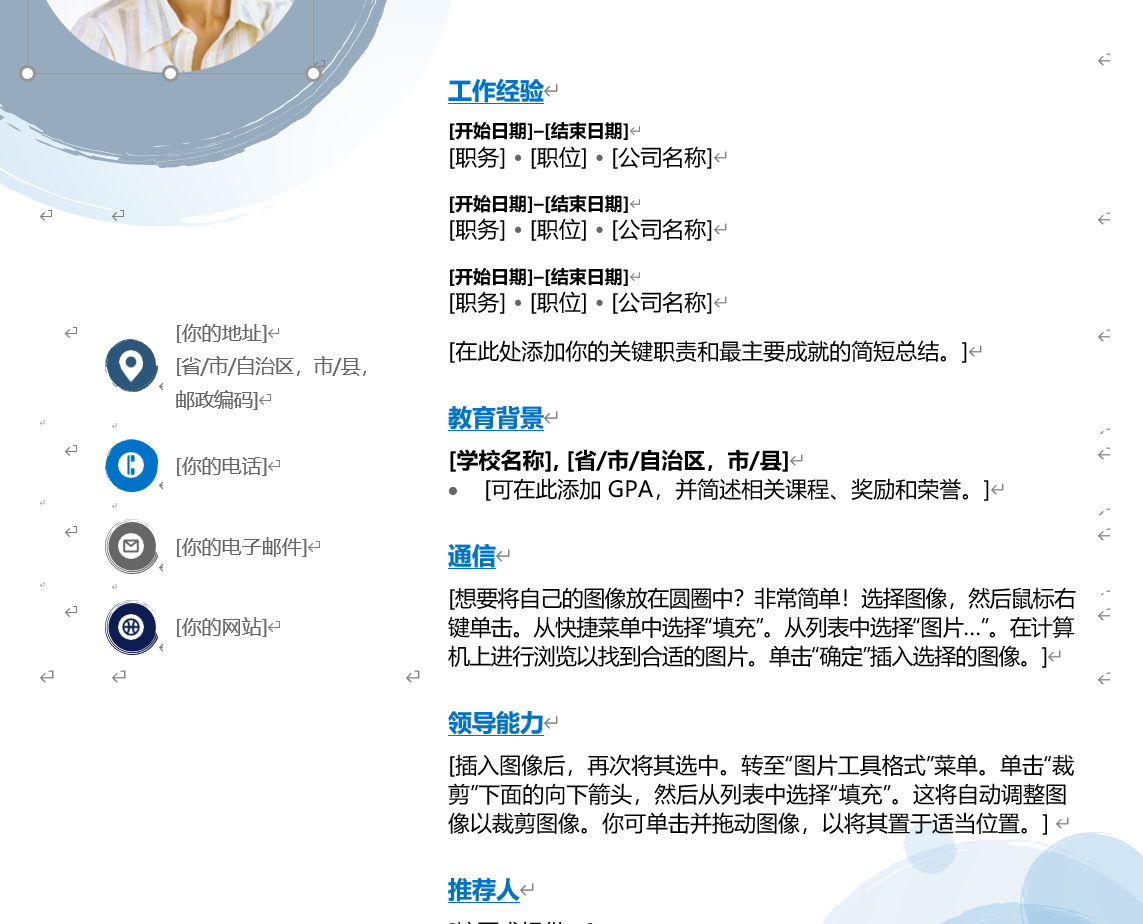 工作经验
[开始日期]–[结束日期]
[职务] • [职位] • [公司名称]
[开始日期]–[结束日期]
[职务] • [职位] • [公司名称]
[开始日期]–[结束日期]
[职务] • [职位] • [公司名称]
[在此处添加你的关键职责和最主要成就的简短总结。]
教育背景
[学校名称], [省/市/自治区，市/县]
• [可在此添加 GPA，并简述相关课程、奖励和荣誉。]
通信
[想要将自己的图像放在圆圈中？非常简单！选择图像，然后鼠标右
键单击。从快捷菜单中选择“填充”。从列表中选择“图片…”。在计算
机上进行浏览以找到合适的图片。单击“确定”插入选择的图像。]
领导能力
[插入图像后，再次将其选中。转至“图片工具格式”菜单。单击“裁
剪”下面的向下箭头，然后从列表中选择“填充”。这将自动调整图
像以裁剪图像。你可单击并拖动图像，以将其置于适当位置。]
推荐人
[你的地址]
[省/市/自治区，市/县，
邮政编码]
[你的电话]
[你的电子邮件]
[你的网站]